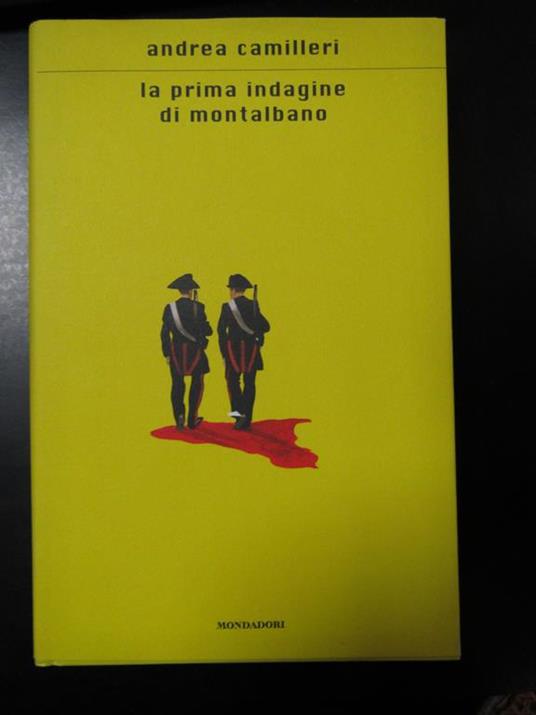 andrea camilleri
la prima indagine
di montalbano
MONDADORI